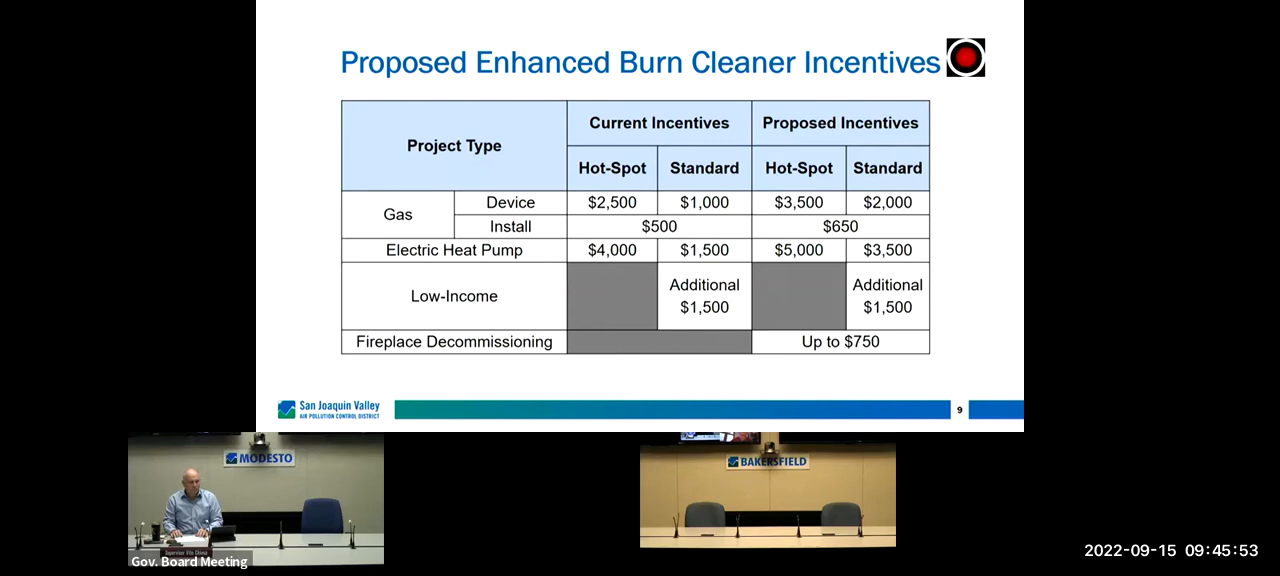 Proposed Enhanced Burn Cleaner Incentives
Project Type
Current Incentives
Proposed Incentives
Hot-Spot
Standard
Hot-Spot
Standard
Gas
Device
$2,500
$1,000
$3,500
$2,000
Install
$500
$650
Electric Heat Pump
$4,000
$1,500
$5,000
$3,500
Low-Income
Additional
$1,500
Additional
$1,500
Fireplace Decommissioning
Up to $750
San Joaquin Valley
AIR POLLUTION CONTROL DISTRICT
9
MODESTO
BAKERSFIELD
Gov. Board Meeting
2022-09-15 09:45:53